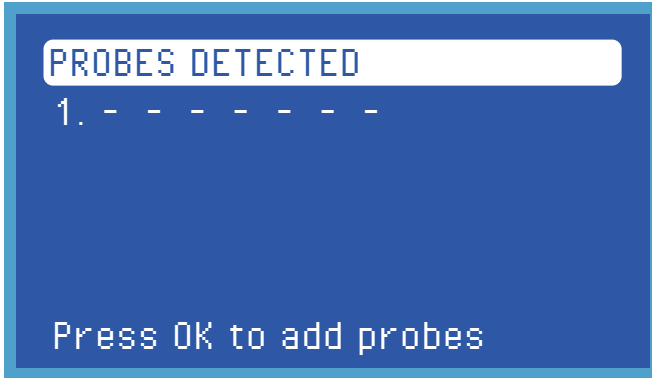 PROBES DETECTED
1. - - - - - - -
Press OK to add probes